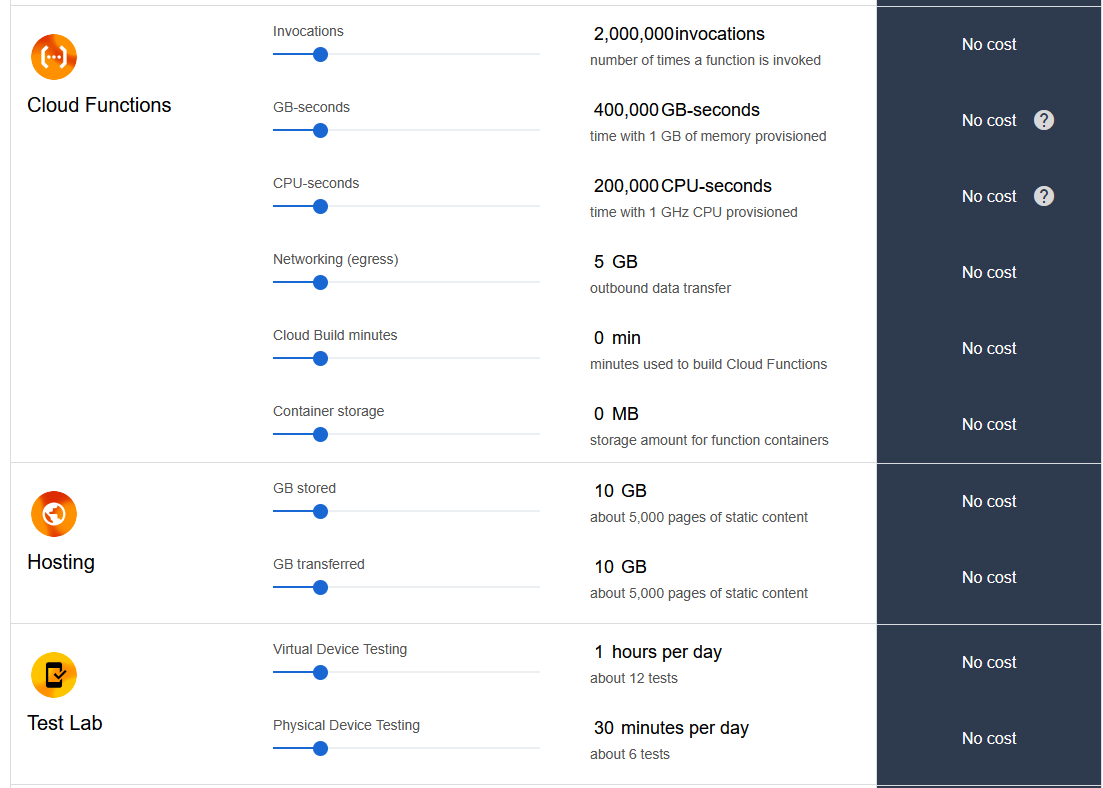 Invocations
2,000,000 invocations
No cost
number of times a function is invoked
Cloud Functions
GB-seconds
400,000 GB-seconds
No cost ?
time with 1 GB of memory provisioned
CPU-seconds
200,000 CPU-seconds
No cost ?
time with 1 GHz CPU provisioned
Networking (egress)
5 GB
No cost
outbound data transfer
Cloud Build minutes
0 min
No cost
minutes used to build Cloud Functions
Container storage
0 MB
No cost
storage amount for function containers
Hosting
GB stored
10 GB
No cost
about 5,000 pages of static content
GB transferred
10 GB
No cost
about 5,000 pages of static content
Test Lab
Virtual Device Testing
1 hours per day
No cost
about 12 tests
Physical Device Testing
30 minutes per day
No cost
about 6 tests